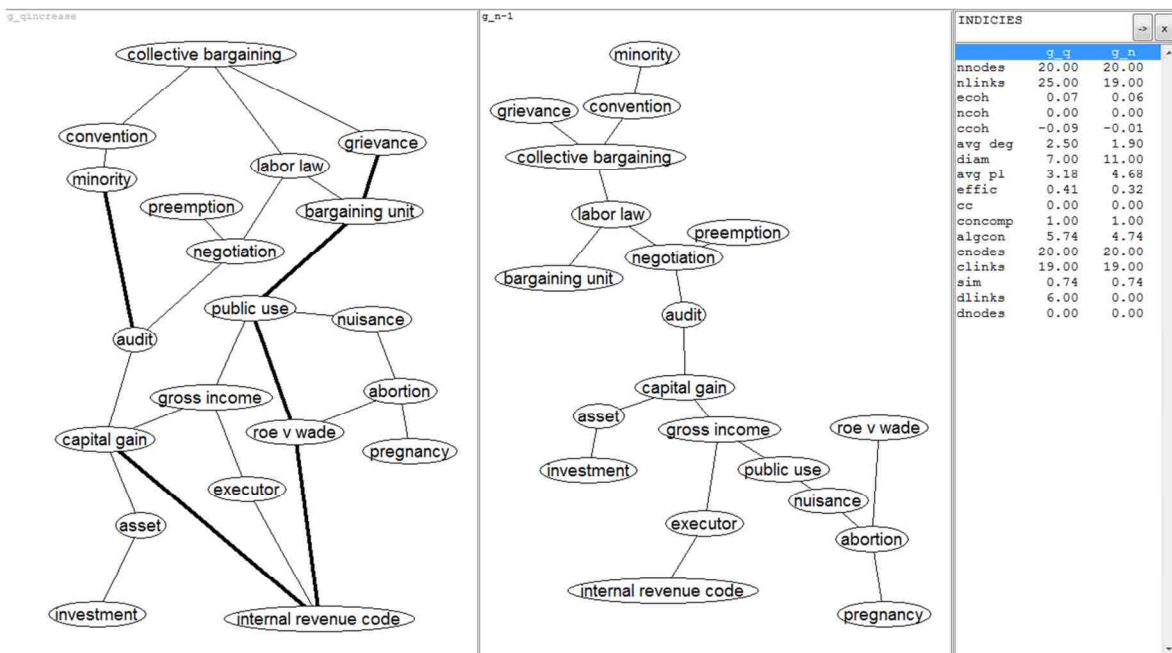 g_qincrease
collective bargaining
convention
grievance
labor law
minority
preemption
bargaining unit
negotiation
public use
nuisance
audit
abortion
gross income
roe v wade
capital gain
pregnancy
executor
asset
investment
internal revenue code
g_n-1
minority
convention
grievance
collective bargaining
labor law
preemption
negotiation
bargaining unit
audit
capital gain
asset
gross income
roe v wade
investment
public use
nuisance
executor
abortion
internal revenue code
pregnancy
INDICIES
-> x
g_q g_n
nnodes 20.00 20.00
nlinks 25.00 19.00
ecoh 0.07 0.06
ncoh 0.00 0.00
ccoh -0.09 -0.01
avg deg 2.50 1.90
diam 7.00 11.00
avg pl 3.18 4.68
effic 0.41 0.32
cc 0.00 0.00
concomp 1.00 1.00
algcon 5.74 4.74
cnodes 20.00 20.00
clinks 19.00 19.00
sim 0.74 0.74
dlinks 6.00 0.00
dnodes 0.00 0.00